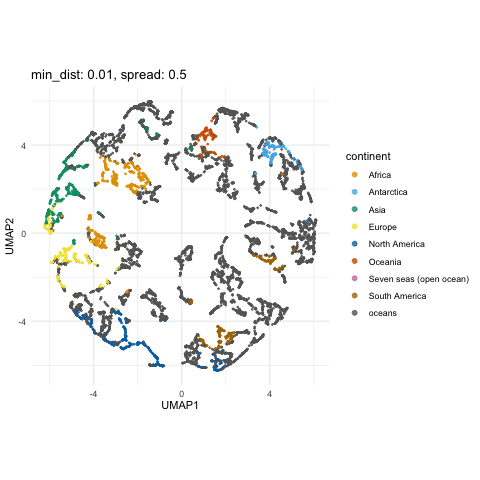 min_dist: 0.01, spread: 0.5
4
0
-4
UMAP2
-4
0
4
UMAP1
continent
Africa
Antarctica
Asia
Europe
North America
Oceania
Seven seas (open ocean)
South America
oceans